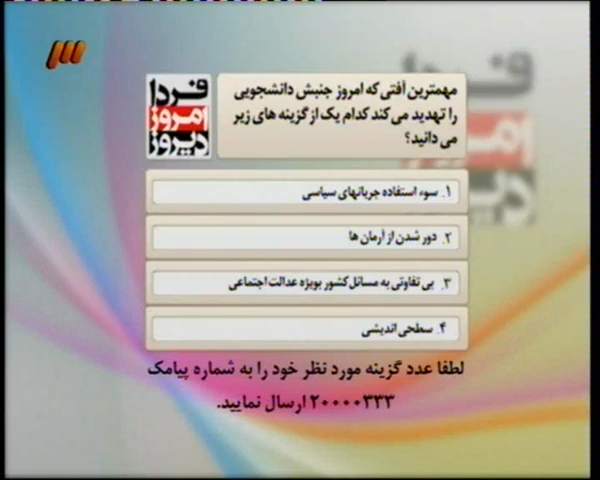 فردا
امروز
دیروز
مهمترین آفتی که امروز جنبش دانشجویی
را تهدید می کند کدام یک از گزینه های زیر
می دانید؟
۱. سوء استفاده جریانهای سیاسی
۲. دور شدن از آرمان ها
۳. بی تفاوتی به مسائل کشور بویژه عدالت اجتماعی
۴. سطحی اندیشی
لطفا عدد گزینه مورد نظر خود را به شماره پیامک
۲۰۰۰۰۳۳۳ ارسال نمایید.
فردا
امروز
دیروز